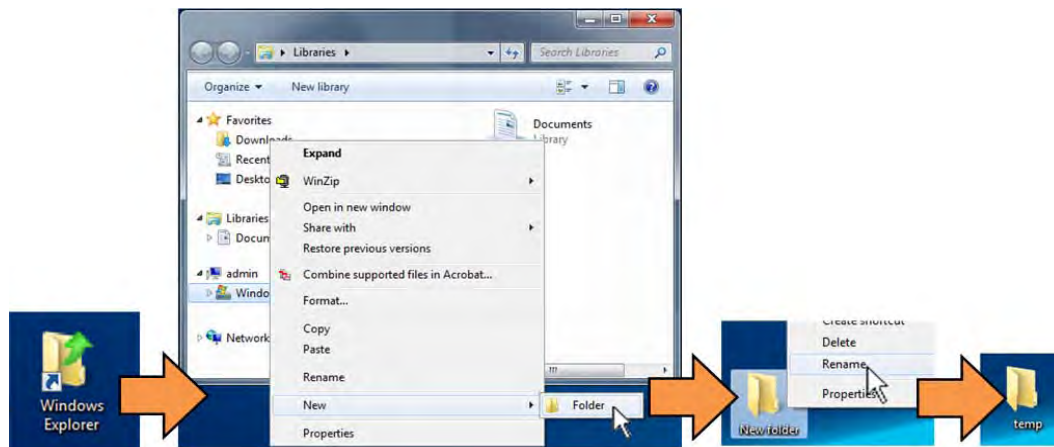 Libraries
Search Libraries
Organize
New library
Favorites
Downloads
Recent
Deskto
Libraries
Docum
admin
Windo
Network
Documents
Library
Expand
WinZip
Open in new window
Share with
Restore previous versions
Combine supported files in Acrobat...
Format...
Copy
Paste
Rename
New
Properties
Folder
Windows
Explorer
Create shortcut
Delete
Rename
Properties
New folder
temp